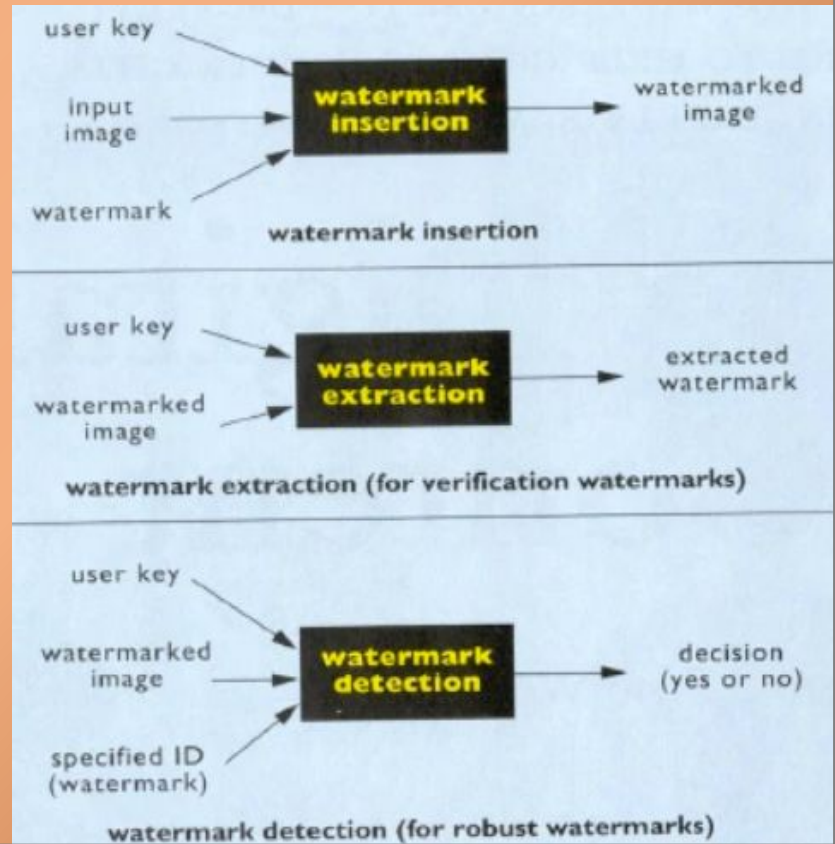 user key
input
image
watermark
watermark
insertion
watermarked
image
watermark insertion
user key
watermarked
image
watermark
extraction
extracted
watermark
watermark extraction (for verification watermarks)
user key
watermarked
image
specified ID
(watermark)
watermark
detection
decision
(yes or no)
watermark detection (for robust watermarks)